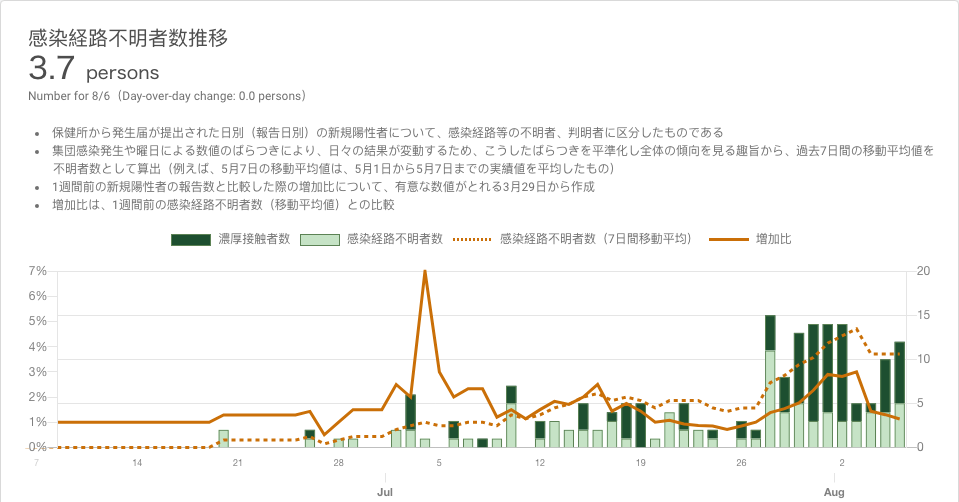 感染経路不明者数推移
3.7 persons
Number for 8/6（Day-over-day change: 0.0 persons）
• 保健所から発生届が提出された日別（報告日別）の新規陽性者について、感染経路等の不明者、判明者に区分したものである
• 集団感染発生や曜日による数値のばらつきにより、日々の結果が変動するため、こうしたばらつきを平準化し全体の傾向を見る趣旨から、過去7日間の移動平均値を
不明者数として算出（例えば、5月7日の移動平均値は、5月1日から5月7日までの実績値を平均したもの）
• 1週間前の新規陽性者の報告数と比較した際の増加比について、有意な数値がとれる3月29日から作成
• 増加比は、1週間前の感染経路不明者数（移動平均値）との比較
濃厚接触者数 感染経路不明者数 感染経路不明者数（7日間移動平均） 増加比
7% 20
6%
5% 15
4%
3% 10
2%
1% 5
0% 0
7 14 21 28 5 12 19 26 2
Jul Aug